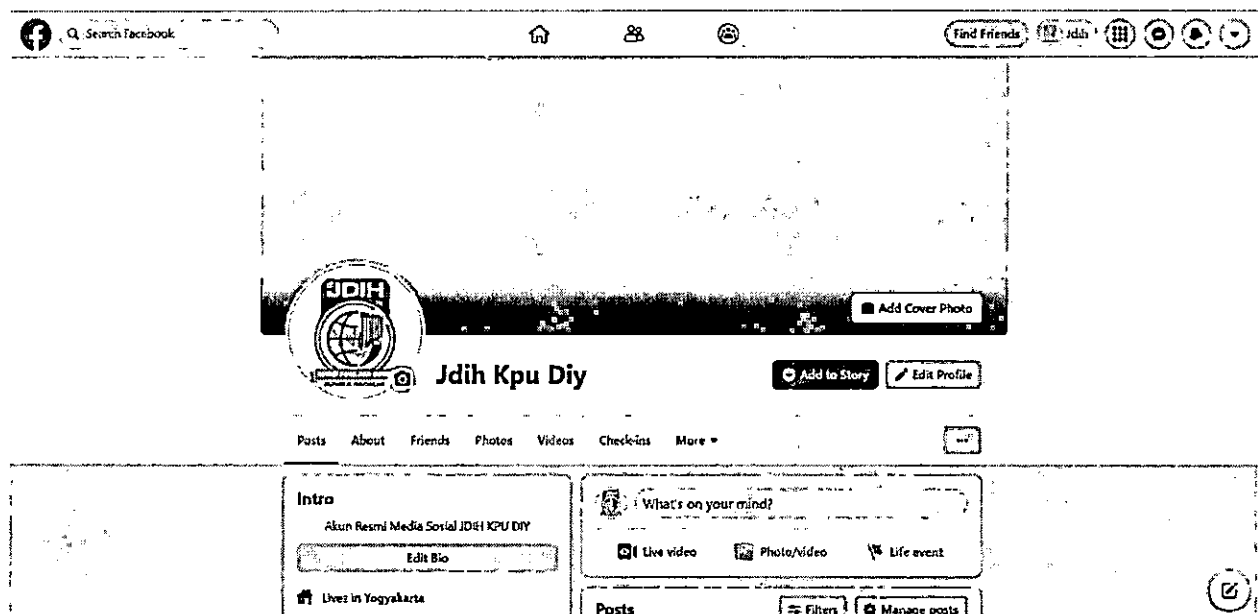 Search Facebook
Find Friends
Jdih
JDIH
Add Cover Photo
Jdih Kpu Diy
Add to Story
Edit Profile
Posts About Friends Photos Videos Check-ins More
Intro
Akun Resmi Media Sosial JDIH KPU DIY
Edit Bio
Lives in Yogyakarta
What's on your mind?
Live video Photo/video Life event
Posts
Filters
Manage posts